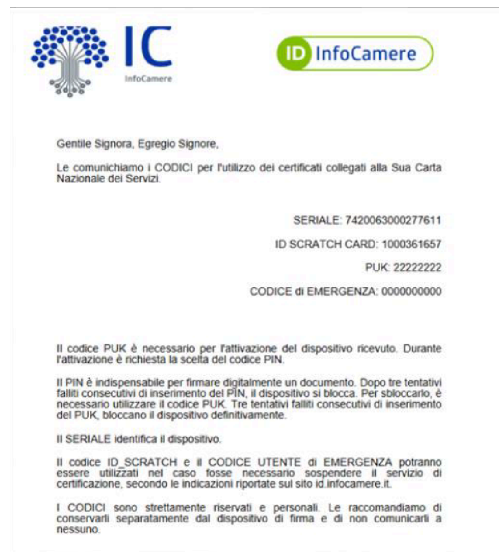 IC
InfoCamere
ID InfoCamere
Gentile Signora, Egregio Signore,
Le comunichiamo i CODICI per l'utilizzo dei certificati collegati alla Sua Carta
Nazionale dei Servizi.
SERIALE: 7420063000277611
ID SCRATCH CARD: 1000361657
PUK: 22222222
CODICE di EMERGENZA: 0000000000
Il codice PUK è necessario per l'attivazione del dispositivo ricevuto. Durante
l'attivazione è richiesta la scelta del codice PIN.
Il PIN è indispensabile per firmare digitalmente un documento. Dopo tre tentativi
falliti consecutivi di inserimento del PIN, il dispositivo si blocca. Per sbloccarlo, è
necessario utilizzare il codice PUK. Tre tentativi falliti consecutivi di inserimento
del PUK, bloccano il dispositivo definitivamente.
Il SERIALE identifica il dispositivo.
Il codice ID_SCRATCH e il CODICE UTENTE di EMERGENZA potranno
essere utilizzati nel caso fosse necessario sospendere il servizio di
certificazione, secondo le indicazioni riportate sul sito id.infocamere.it.
I CODICI sono strettamente riservati e personali. Le raccomandiamo di
conservarli separatamente dal dispositivo di firma e di non comunicarli a
nessuno.